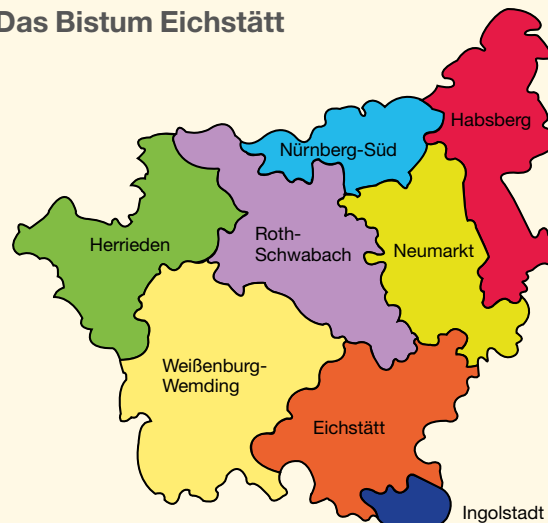 Das Bistum Eichstätt
Habsberg
Nürnberg-Süd
Herrieden
Roth-
Schwabach
Neumarkt
Weißenburg-
Wemding
Eichstätt
Ingolstadt